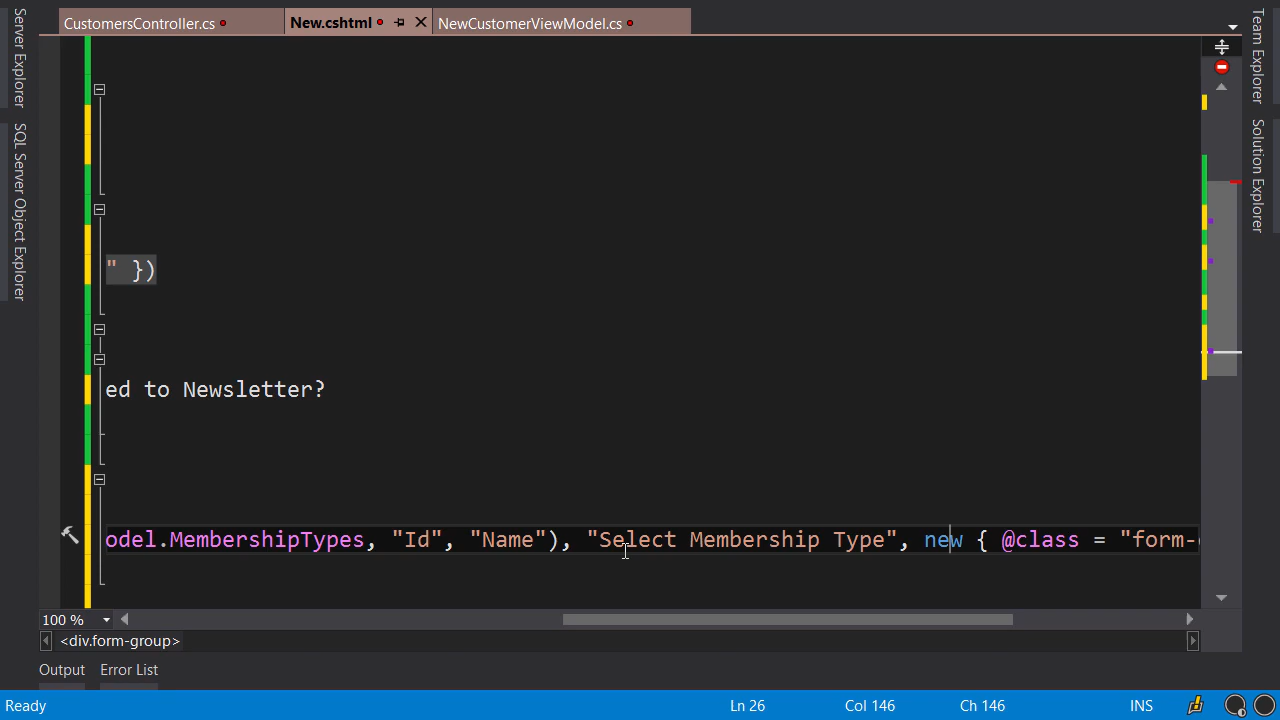 CustomersController.cs
New.cshtml
NewCustomerViewModel.cs
Server Explorer
SQL Server Object Explorer
Team Explorer
Solution Explorer
" })
ed to Newsletter?
odel.MembershipTypes, "Id", "Name"), "Select Membership Type", new { @class = "form-
100 %
<div.form-group>
Output
Error List
Ready
Ln 26
Col 146
Ch 146
INS